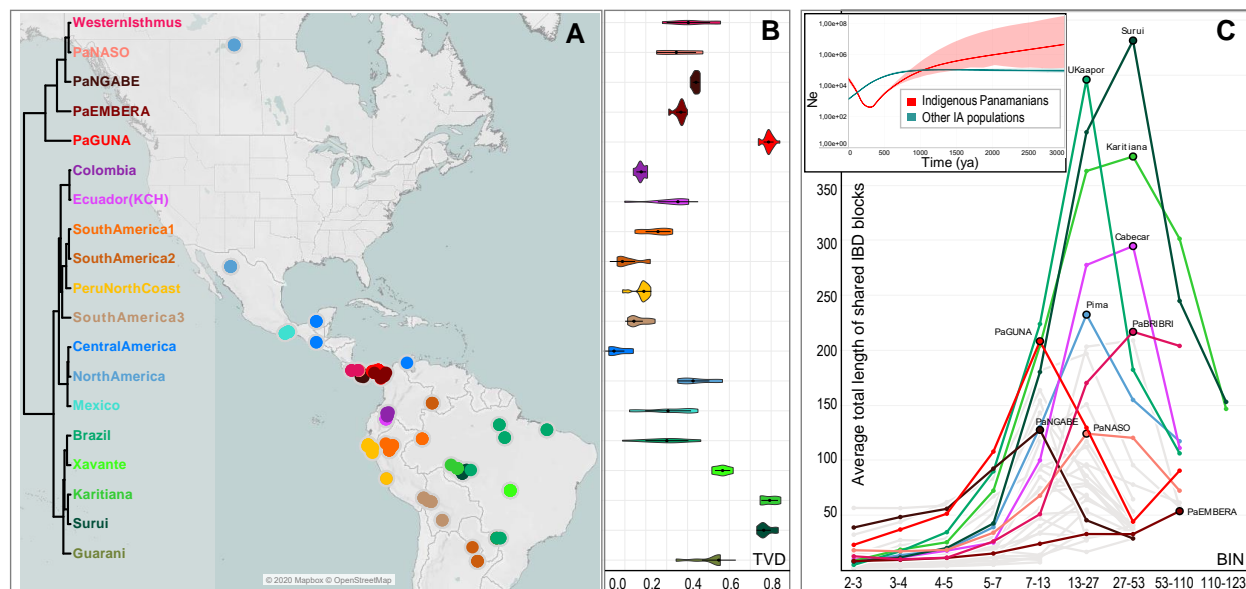 A
WesternIsthmus
PaNASO
PaNGABE
PaEMBERA
PaGUNA
Colombia
Ecuador(KCH)
SouthAmerica1
SouthAmerica2
PeruNorthCoast
SouthAmerica3
CentralAmerica
NorthAmerica
Mexico
Brazil
Xavante
Karitiana
Surui
Guarani
© 2020 Mapbox © OpenStreetMap
B
TVD
0.0 0.2 0.4 0.6 0.8
C
1,00e+08
1,00e+06
1,00e+04
1,00e+02
1,00e+00
Ne
Indigenous Panamanians
Other IA populations
0 500 1000 1500 2000 2500 3000
Time (ya)
Average total length of shared IBD blocks
350
300
250
200
150
100
50
Surui
UKaapor
Karitiana
Cabecar
Pima
PaBRIBRI
PaGUNA
PaNGABE
PaNASO
PaEMBERA
BIN
2-3 3-4 4-5 5-7 7-13 13-27 27-53 53-110 110-123